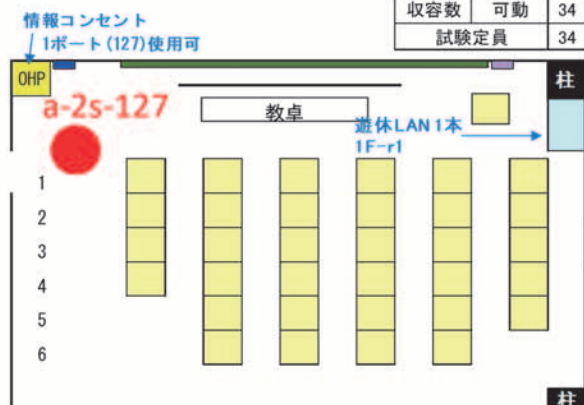 収容数 可動 34
試験定員 34
情報コンセント
1ポート(127)使用可
OHP
柱
a-2s-127
教卓
遊休LAN 1本
1F-r1
1
2
3
4
5
6
柱